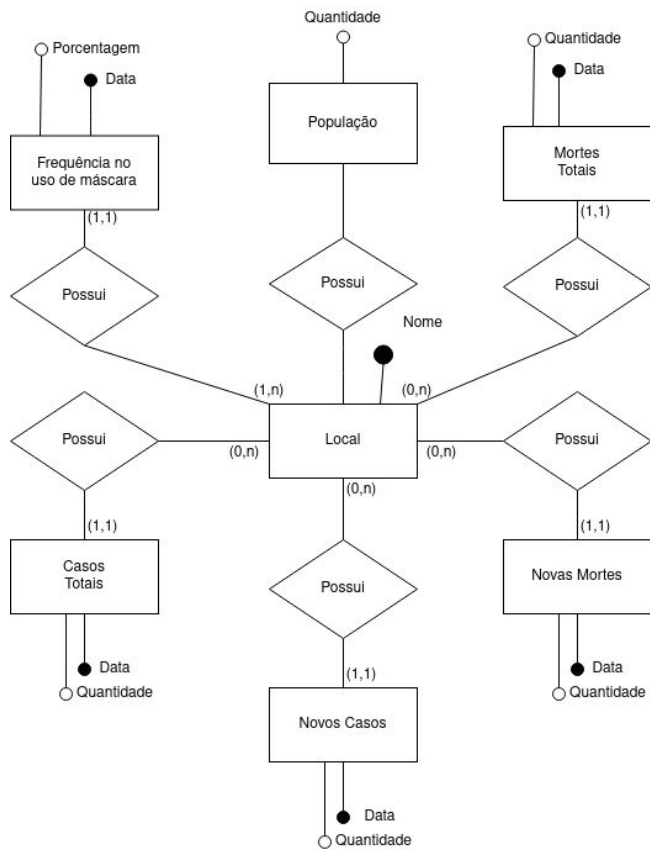 Quantidade
Porcentagem
Data
População
Frequência no
uso de máscara
(1,1)
Possui
Possui
Quantidade
Data
Mortes
Totais
(1,1)
Possui
Nome
(1,n)
(0,n)
Local
Possui
(0,n)
(0,n)
(0,n)
Possui
(1,1)
Casos
Totais
Data
Quantidade
Possui
(1,1)
Novos Casos
Data
Quantidade
(1,1)
Novas Mortes
Data
Quantidade